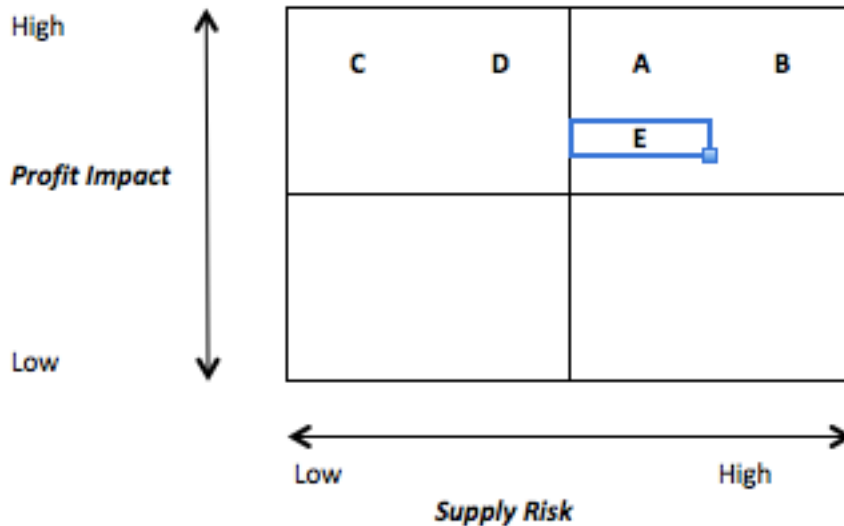 High
C D A B
E
Profit Impact
Low
Low High
Supply Risk